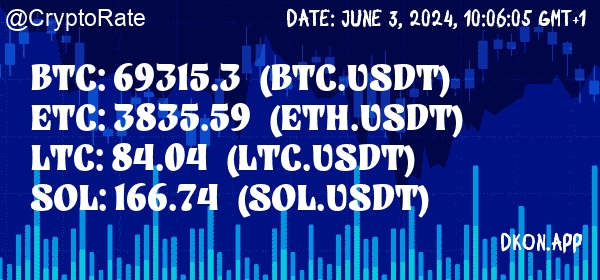 @CryptoRate
DATE: JUNE 3, 2024, 10:06:05 GMT+1
BTC: 69315.3 (BTC.USDT)
ETC: 3835.59 (ETH.USDT)
LTC: 84.04 (LTC.USDT)
SOL: 166.74 (SOL.USDT)
DKON.APP